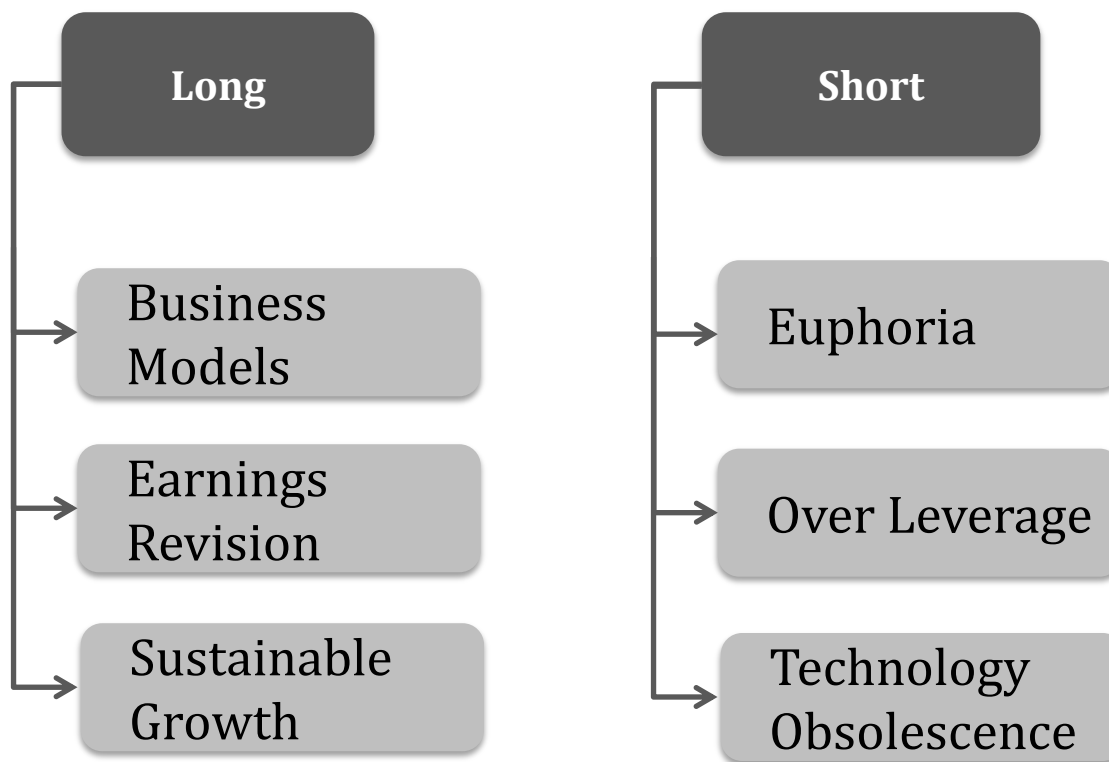 Long
Business
Models
Earnings
Revision
Sustainable
Growth
Short
Euphoria
Over Leverage
Technology
Obsolescence